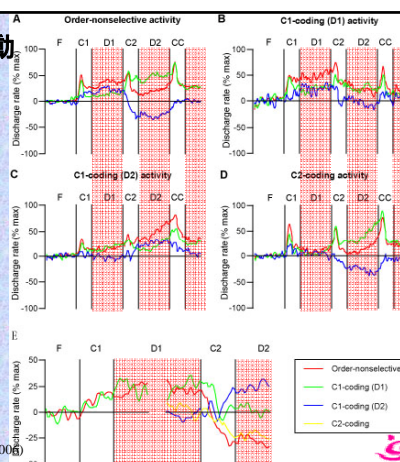 動
A Order-nonselective activity
B C1-coding (D1) activity
F C1 D1 C2 D2 CC
F C1 D1 C2 D2 CC
Discharge rate (% max)
100
50
0
-50
-100
Discharge rate (% max)
100
50
0
-50
-100
C C1-coding (D2) activity
D C2-coding activity
F C1 D1 C2 D2 CC
F C1 D1 C2 D2 CC
Discharge rate (% max)
100
50
0
-50
-100
Discharge rate (% max)
100
50
0
-50
-100
E
F C1 D1 C2 D2
Discharge rate (% max)
50
25
0
-25
-50
Order-nonselective
C1-coding (D1)
C1-coding (D2)
C2-coding